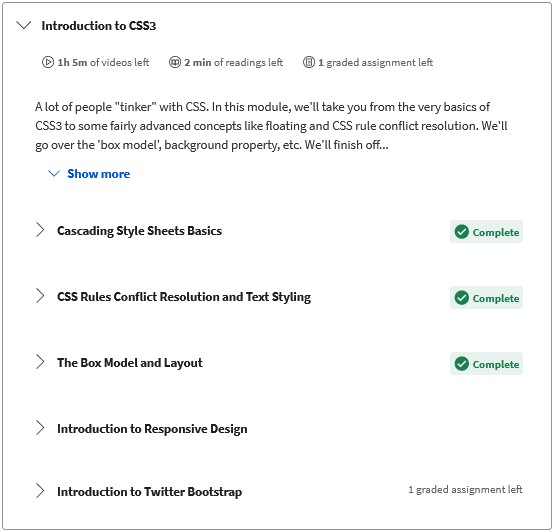 Introduction to CSS3
1h 5m of videos left 2 min of readings left 1 graded assignment left
A lot of people "tinker" with CSS. In this module, we'll take you from the very basics of
CSS3 to some fairly advanced concepts like floating and CSS rule conflict resolution. We'll
go over the 'box model', background property, etc. We'll finish off...
Show more
Cascading Style Sheets Basics Complete
CSS Rules Conflict Resolution and Text Styling Complete
The Box Model and Layout Complete
Introduction to Responsive Design
Introduction to Twitter Bootstrap 1 graded assignment left